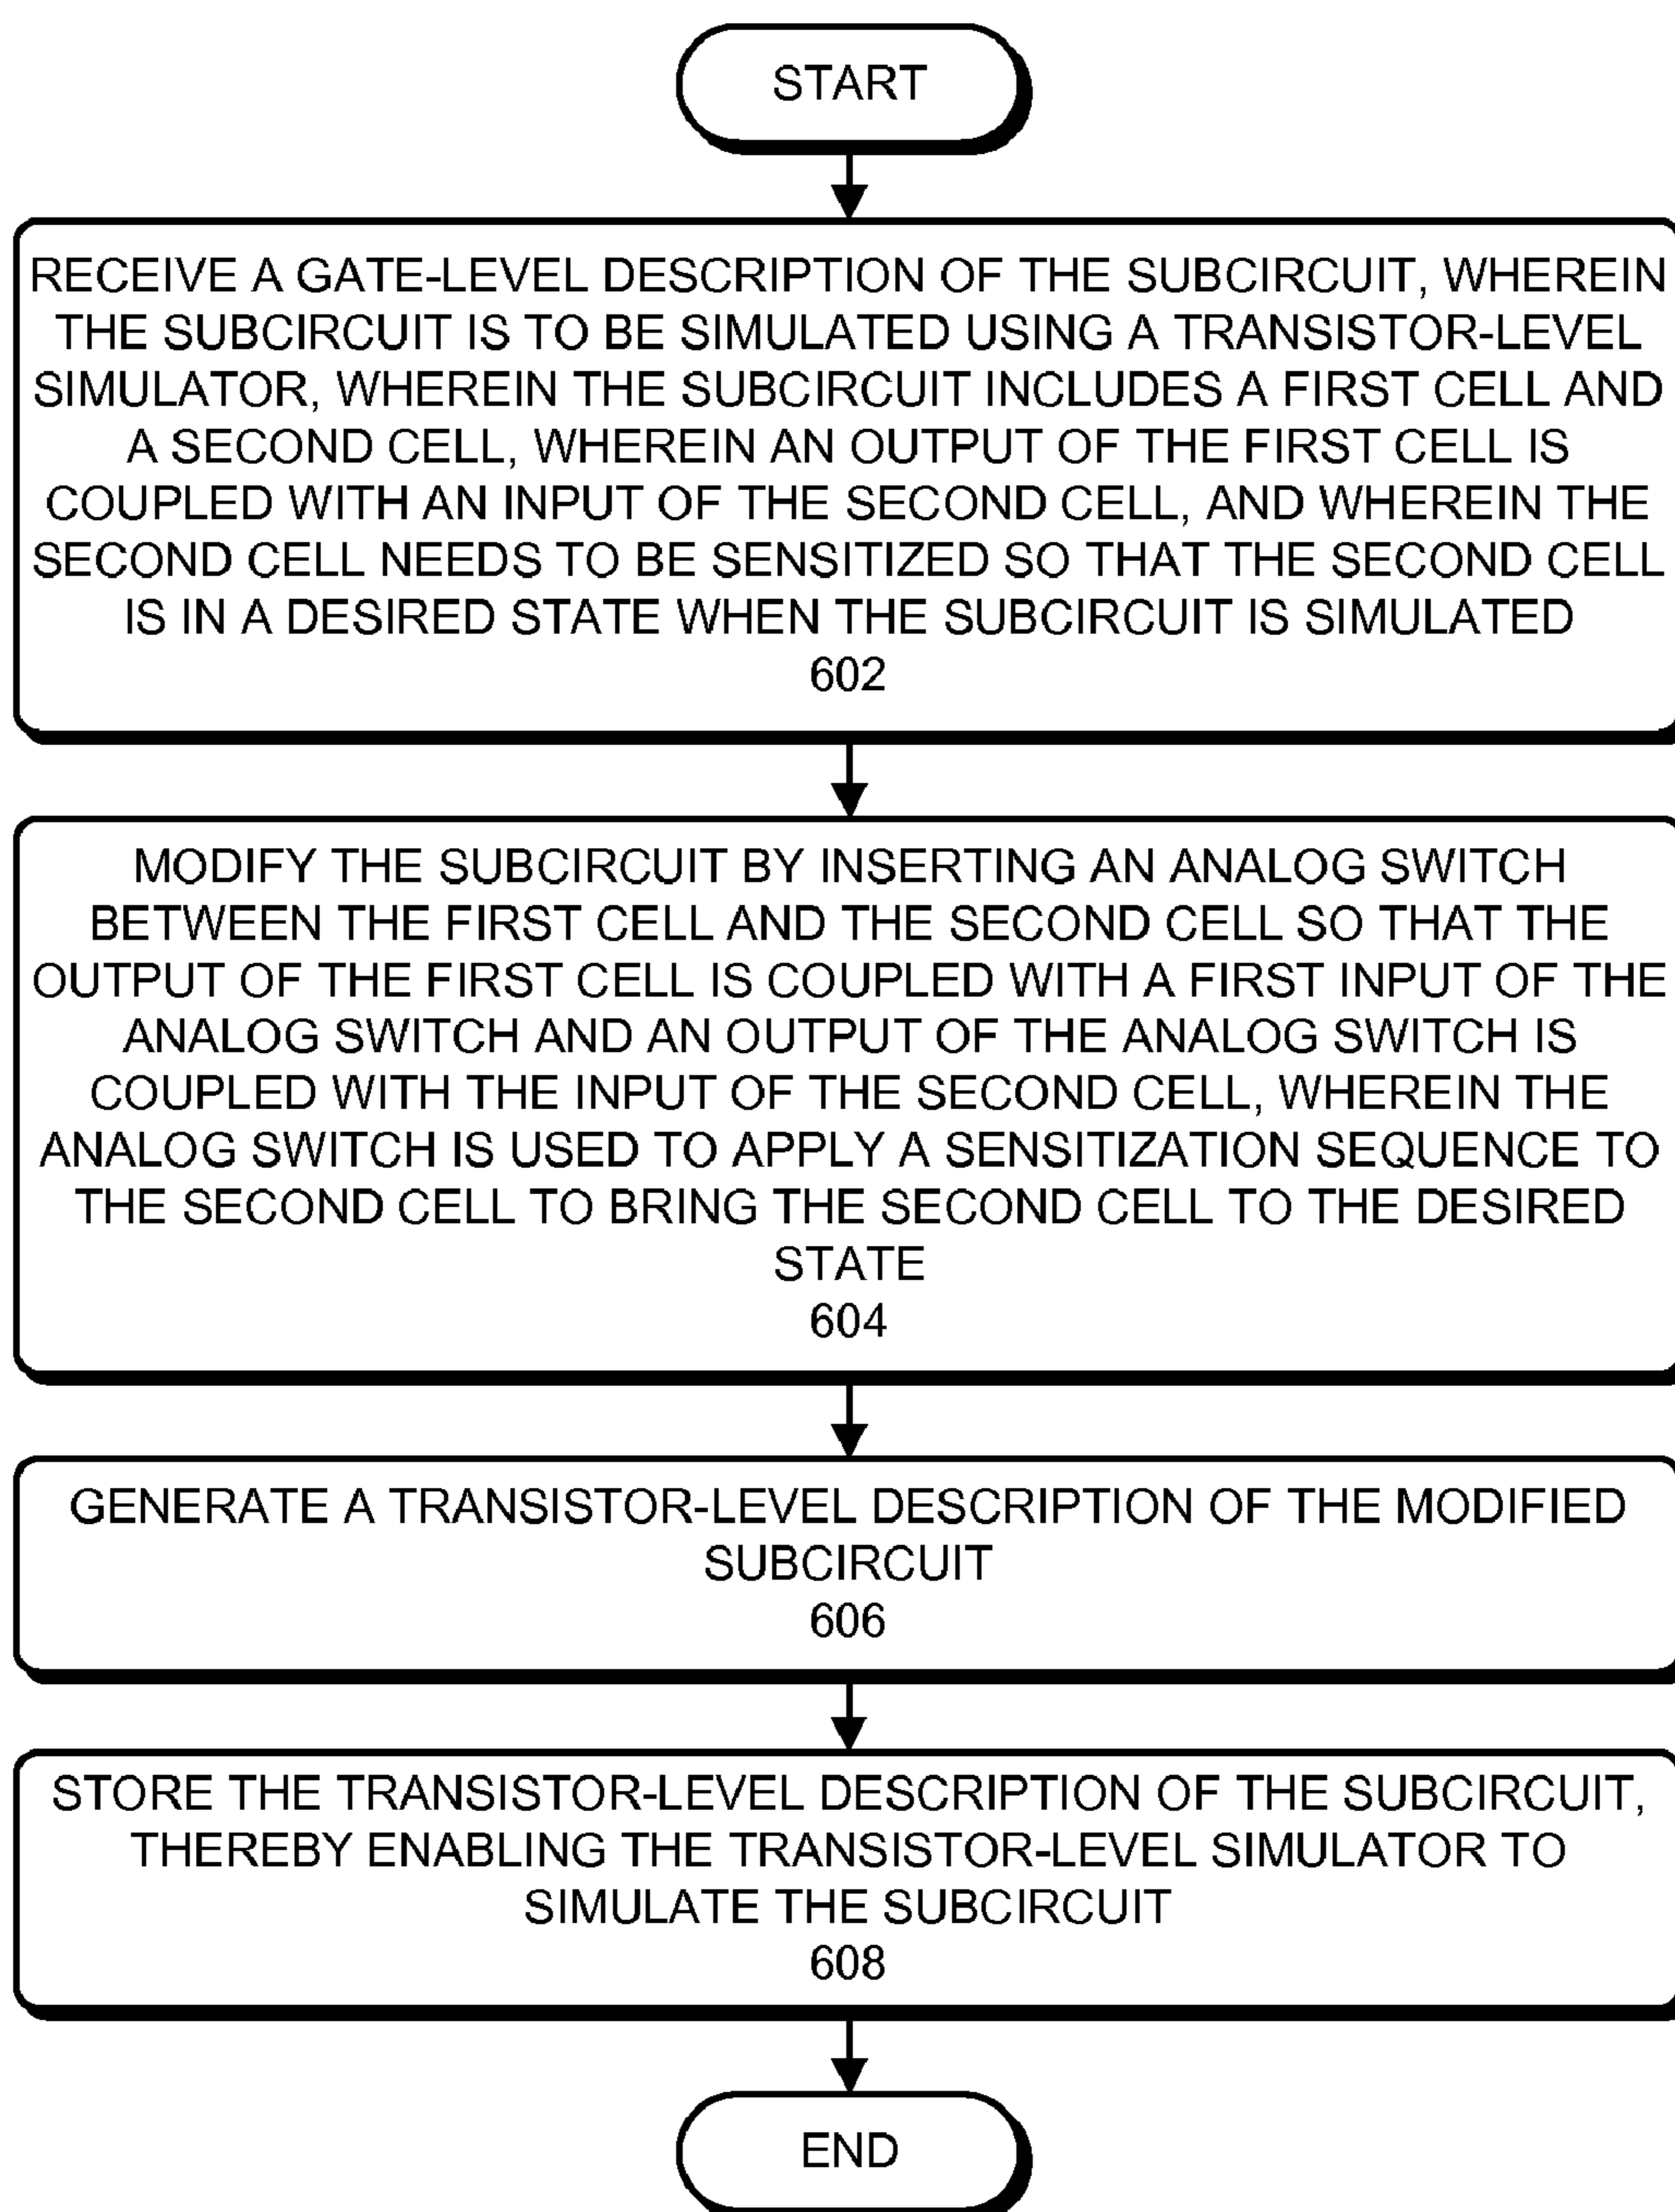 START
RECEIVE A GATE-LEVEL DESCRIPTION OF THE SUBCIRCUIT, WHEREIN
THE SUBCIRCUIT IS TO BE SIMULATED USING A TRANSISTOR-LEVEL
SIMULATOR, WHEREIN THE SUBCIRCUIT INCLUDES A FIRST CELL AND
A SECOND CELL, WHEREIN AN OUTPUT OF THE FIRST CELL IS
COUPLED WITH AN INPUT OF THE SECOND CELL, AND WHEREIN THE
SECOND CELL NEEDS TO BE SENSITIZED SO THAT THE SECOND CELL
IS IN A DESIRED STATE WHEN THE SUBCIRCUIT IS SIMULATED
602
MODIFY THE SUBCIRCUIT BY INSERTING AN ANALOG SWITCH
BETWEEN THE FIRST CELL AND THE SECOND CELL SO THAT THE
OUTPUT OF THE FIRST CELL IS COUPLED WITH A FIRST INPUT OF THE
ANALOG SWITCH AND AN OUTPUT OF THE ANALOG SWITCH IS
COUPLED WITH THE INPUT OF THE SECOND CELL, WHEREIN THE
ANALOG SWITCH IS USED TO APPLY A SENSITIZATION SEQUENCE TO
THE SECOND CELL TO BRING THE SECOND CELL TO THE DESIRED
STATE
604
GENERATE A TRANSISTOR-LEVEL DESCRIPTION OF THE MODIFIED
SUBCIRCUIT
606
STORE THE TRANSISTOR-LEVEL DESCRIPTION OF THE SUBCIRCUIT,
THEREBY ENABLING THE TRANSISTOR-LEVEL SIMULATOR TO
SIMULATE THE SUBCIRCUIT
608
END